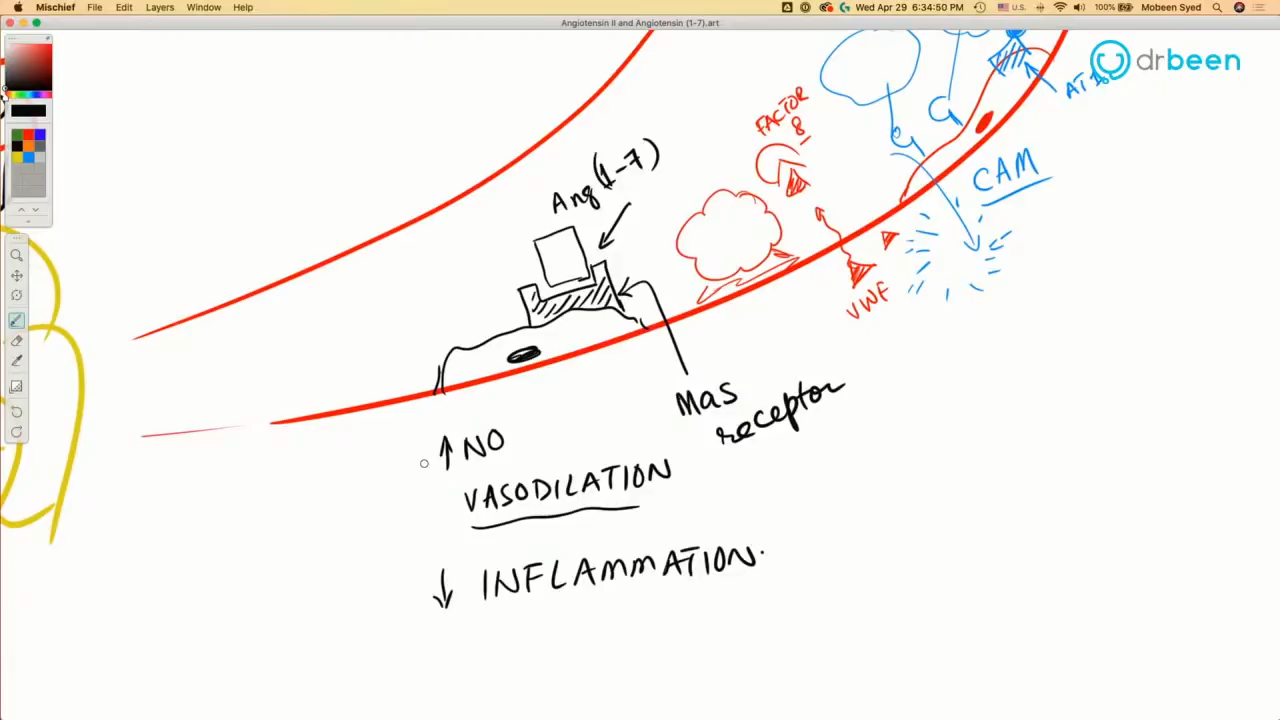 Mischief File Edit Layers Window Help
U.S. 100% Wed Apr 29 6:34:50 PM Mobeen Syed
Angiotensin II and Angiotensin (1-7).art
drbeen
FACTOR
8
CAM
Ang(1-7)
VWF
Mas
receptor
↑ NO
VASODILATION
↓ INFLAMMATION.